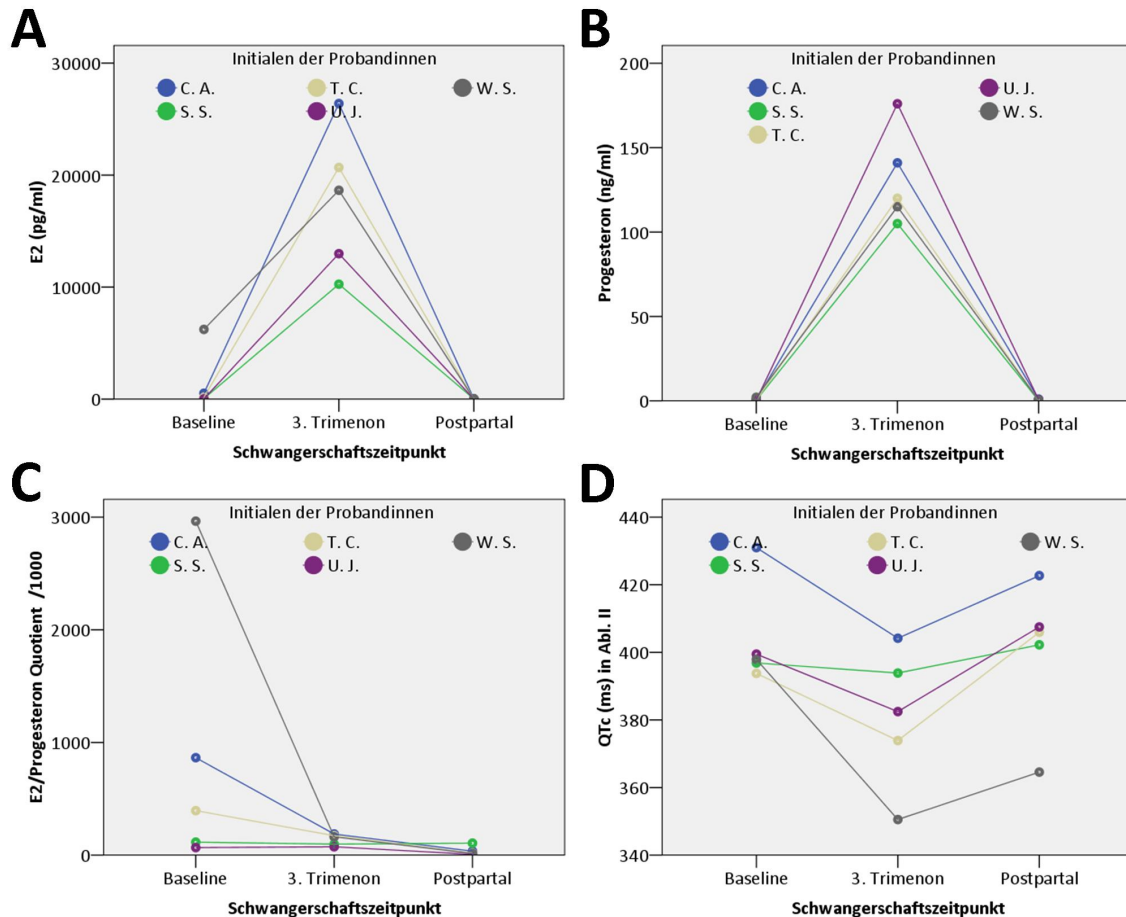 A
Initialen der Probandinnen
C. A.
T. C.
W. S.
S. S.
U. J.
30000
20000
10000
0
E2 (pg/ml)
Baseline
3. Trimenon
Postpartal
Schwangerschaftszeitpunkt
B
Initialen der Probandinnen
C. A.
U. J.
S. S.
W. S.
T. C.
200
150
100
50
0
Progesteron (ng/ml)
Baseline
3. Trimenon
Postpartal
Schwangerschaftszeitpunkt
C
Initialen der Probandinnen
C. A.
T. C.
W. S.
S. S.
U. J.
3000
2000
1000
0
E2/Progesteron Quotient /1000
Baseline
3. Trimenon
Postpartal
Schwangerschaftszeitpunkt
D
Initialen der Probandinnen
C. A.
T. C.
W. S.
S. S.
U. J.
440
420
400
380
360
340
QTc (ms) in Abl. II
Baseline
3. Trimenon
Postpartal
Schwangerschaftszeitpunkt